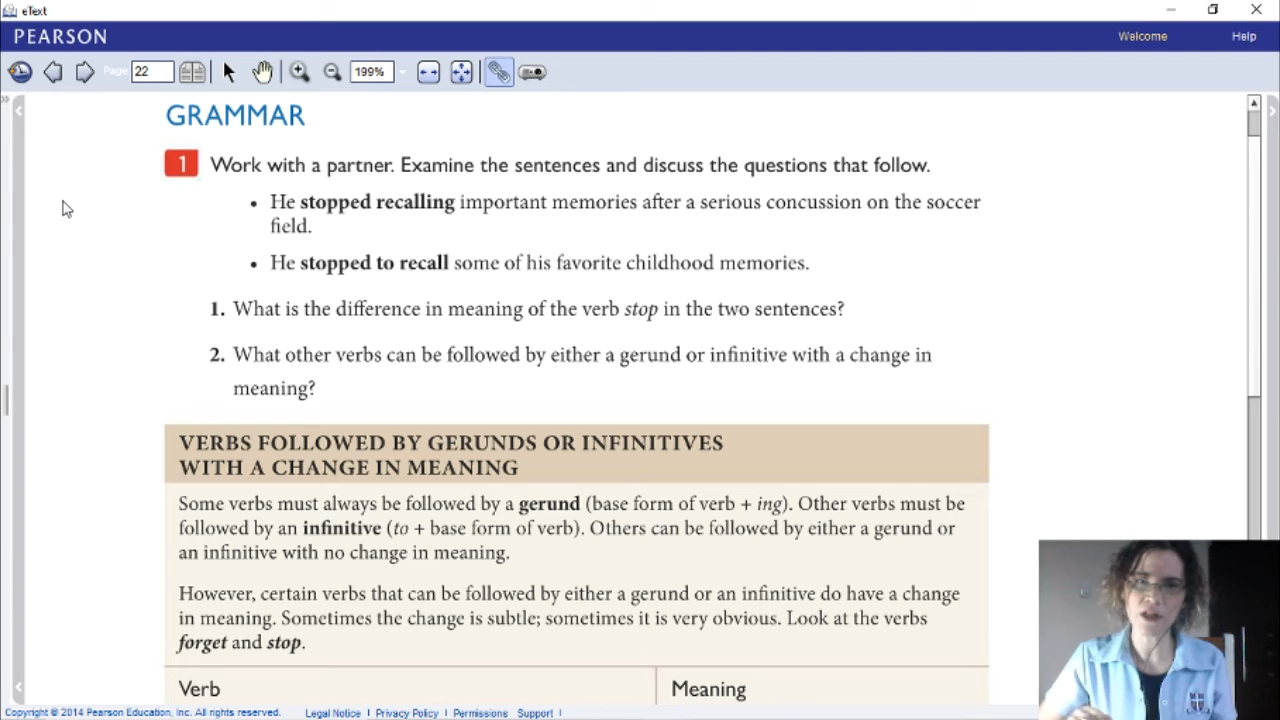 eText
PEARSON
Welcome
Help
Page
22
199%
GRAMMAR
1 Work with a partner. Examine the sentences and discuss the questions that follow.
• He stopped recalling important memories after a serious concussion on the soccer
field.
• He stopped to recall some of his favorite childhood memories.
1. What is the difference in meaning of the verb stop in the two sentences?
2. What other verbs can be followed by either a gerund or infinitive with a change in
meaning?
VERBS FOLLOWED BY GERUNDS OR INFINITIVES
WITH A CHANGE IN MEANING
Some verbs must always be followed by a gerund (base form of verb + ing). Other verbs must be
followed by an infinitive (to + base form of verb). Others can be followed by either a gerund or
an infinitive with no change in meaning.
However, certain verbs that can be followed by either a gerund or an infinitive do have a change
in meaning. Sometimes the change is subtle; sometimes it is very obvious. Look at the verbs
forget and stop.
Verb
Meaning
Copyright © 2014 Pearson Education, Inc. All rights reserved. Legal Notice | Privacy Policy | Permissions Support |